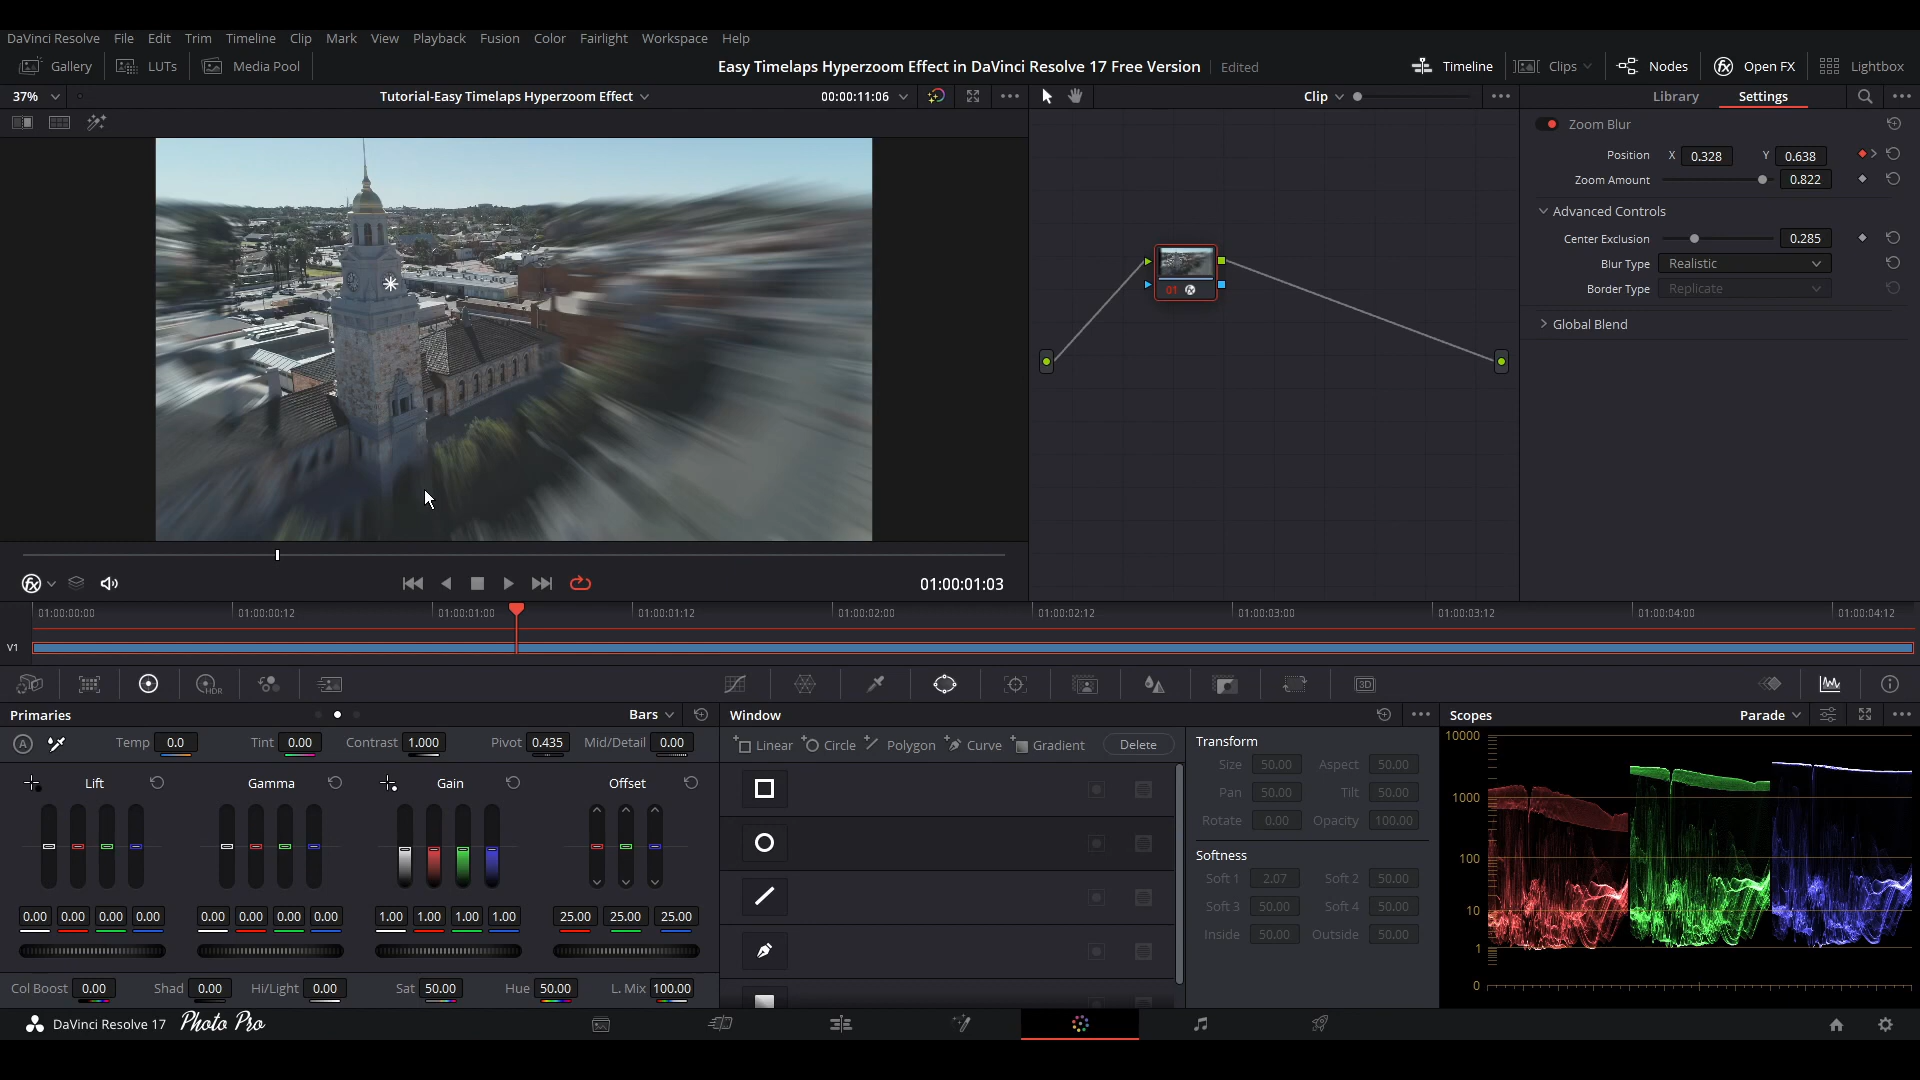 DaVinci Resolve File Edit Trim Timeline Clip Mark View Playback Fusion Color Fairlight Workspace Help
Gallery LUTs Media Pool Easy Timelaps Hyperzoom Effect in DaVinci Resolve 17 Free Version Edited Timeline Clips Nodes Open FX Lightbox
37% Tutorial-Easy Timelaps Hyperzoom Effect 00:00:11:06 Clip Library Settings
Zoom Blur
Position X 0.328 Y 0.638
Zoom Amount 0.822
Advanced Controls
Center Exclusion 0.285
Blur Type Realistic
Border Type Replicate
Global Blend
01
01:00:01:03
01:00:00:00 01:00:00:12 01:00:01:00 01:00:01:12 01:00:02:00 01:00:02:12 01:00:03:00 01:00:03:12 01:00:04:00 01:00:04:12
V1
HDR 3D
Primaries Bars
A Temp 0.0 Tint 0.00 Contrast 1.000 Pivot 0.435 Mid/Detail 0.00
Lift Gamma Gain Offset
0.00 0.00 0.00 0.00 0.00 0.00 0.00 0.00 1.00 1.00 1.00 1.00 25.00 25.00 25.00
Col Boost 0.00 Shad 0.00 Hi/Light 0.00 Sat 50.00 Hue 50.00 L. Mix 100.00
Window
Linear Circle Polygon Curve Gradient Delete
Transform
Size 50.00 Aspect 50.00
Pan 50.00 Tilt 50.00
Rotate 0.00 Opacity 100.00
Softness
Soft 1 2.07 Soft 2 50.00
Soft 3 50.00 Soft 4 50.00
Inside 50.00 Outside 50.00
Scopes Parade
10000
1000
100
10
1
0
DaVinci Resolve 17 Photo Pro